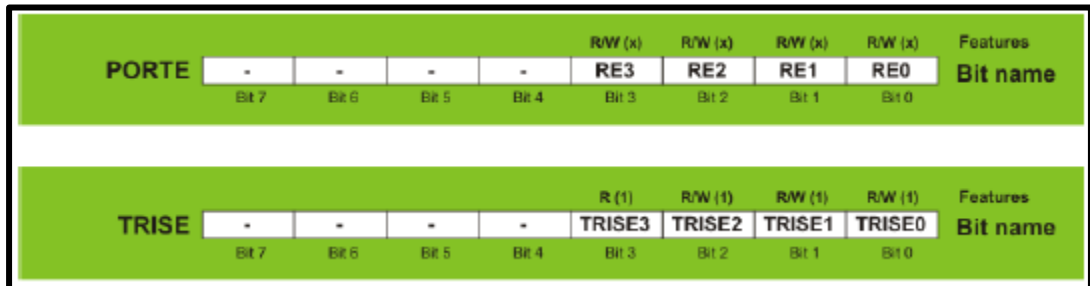 R/W (x) R/W (x) R/W (x) R/W (x) Features
PORTE - - - - RE3 RE2 RE1 RE0 Bit name
Bit 7 Bit 6 Bit 5 Bit 4 Bit 3 Bit 2 Bit 1 Bit 0
R (1) R/W (1) R/W (1) R/W (1) Features
TRISE - - - - TRISE3 TRISE2 TRISE1 TRISE0 Bit name
Bit 7 Bit 6 Bit 5 Bit 4 Bit 3 Bit 2 Bit 1 Bit 0